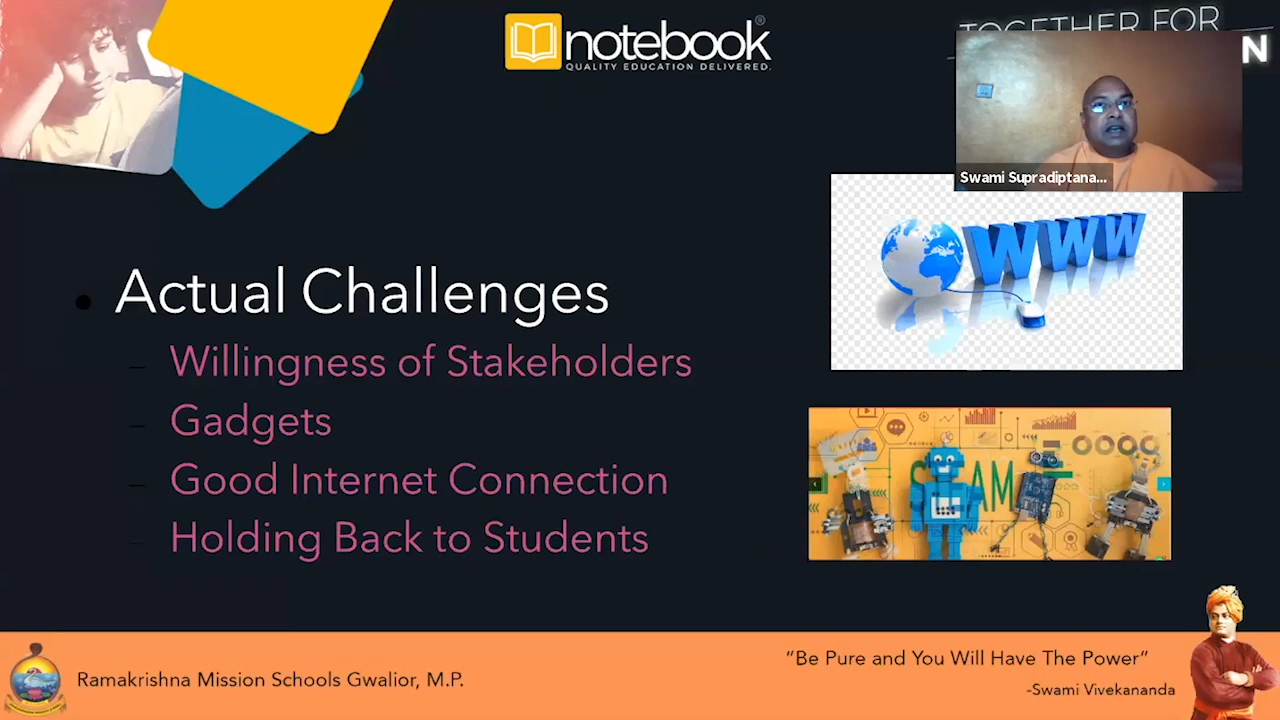 notebook®
QUALITY EDUCATION DELIVERED.
TOGETHER FOR
N
Swami Supradiptana...
WWW
Actual Challenges
Willingness of Stakeholders
Gadgets
Good Internet Connection
Holding Back to Students
Ramakrishna Mission Schools Gwalior, M.P.
“Be Pure and You Will Have The Power”
-Swami Vivekananda